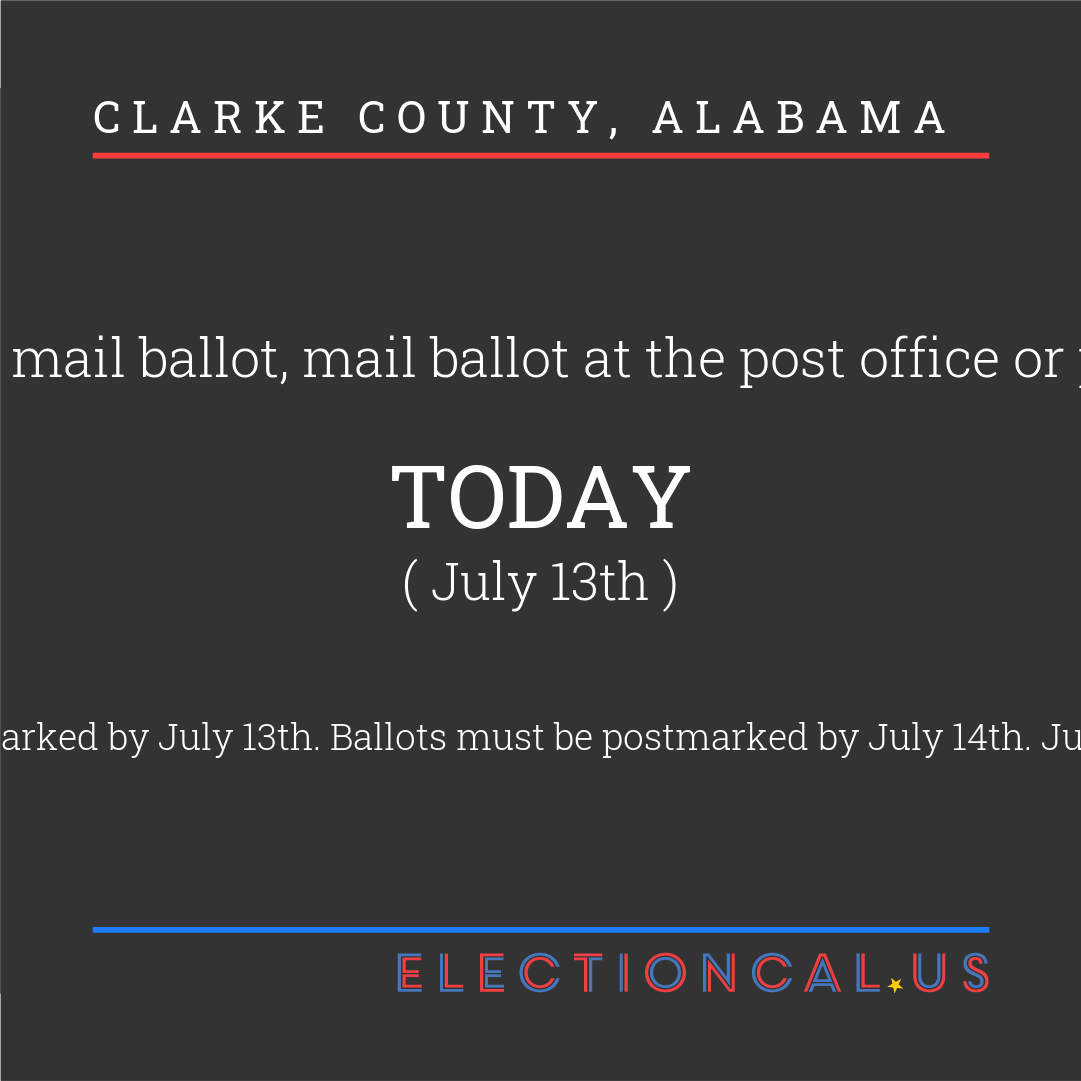 CLARKE COUNTY, ALABAMA
mail ballot, mail ballot at the post office or
TODAY
( July 13th )
arked by July 13th. Ballots must be postmarked by July 14th. Ju
ELECTIONCAL.US